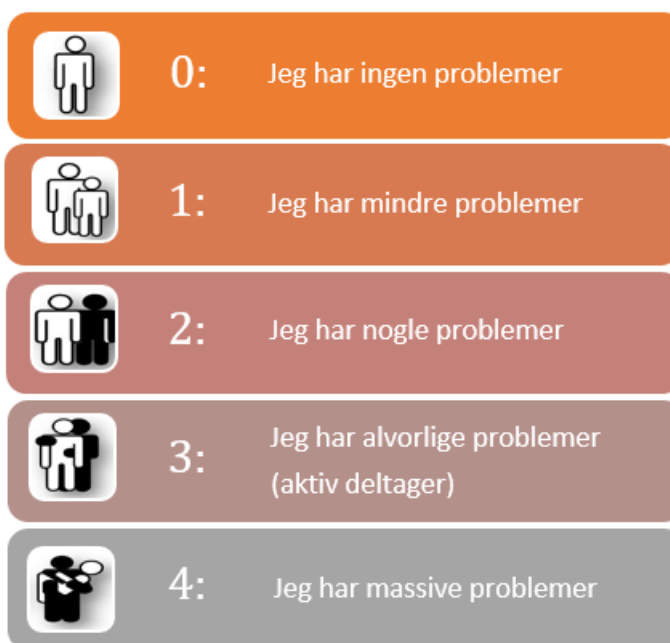 0: Jeg har ingen problemer
1: Jeg har mindre problemer
2: Jeg har nogle problemer
3: Jeg har alvorlige problemer
(aktiv deltager)
4: Jeg har massive problemer